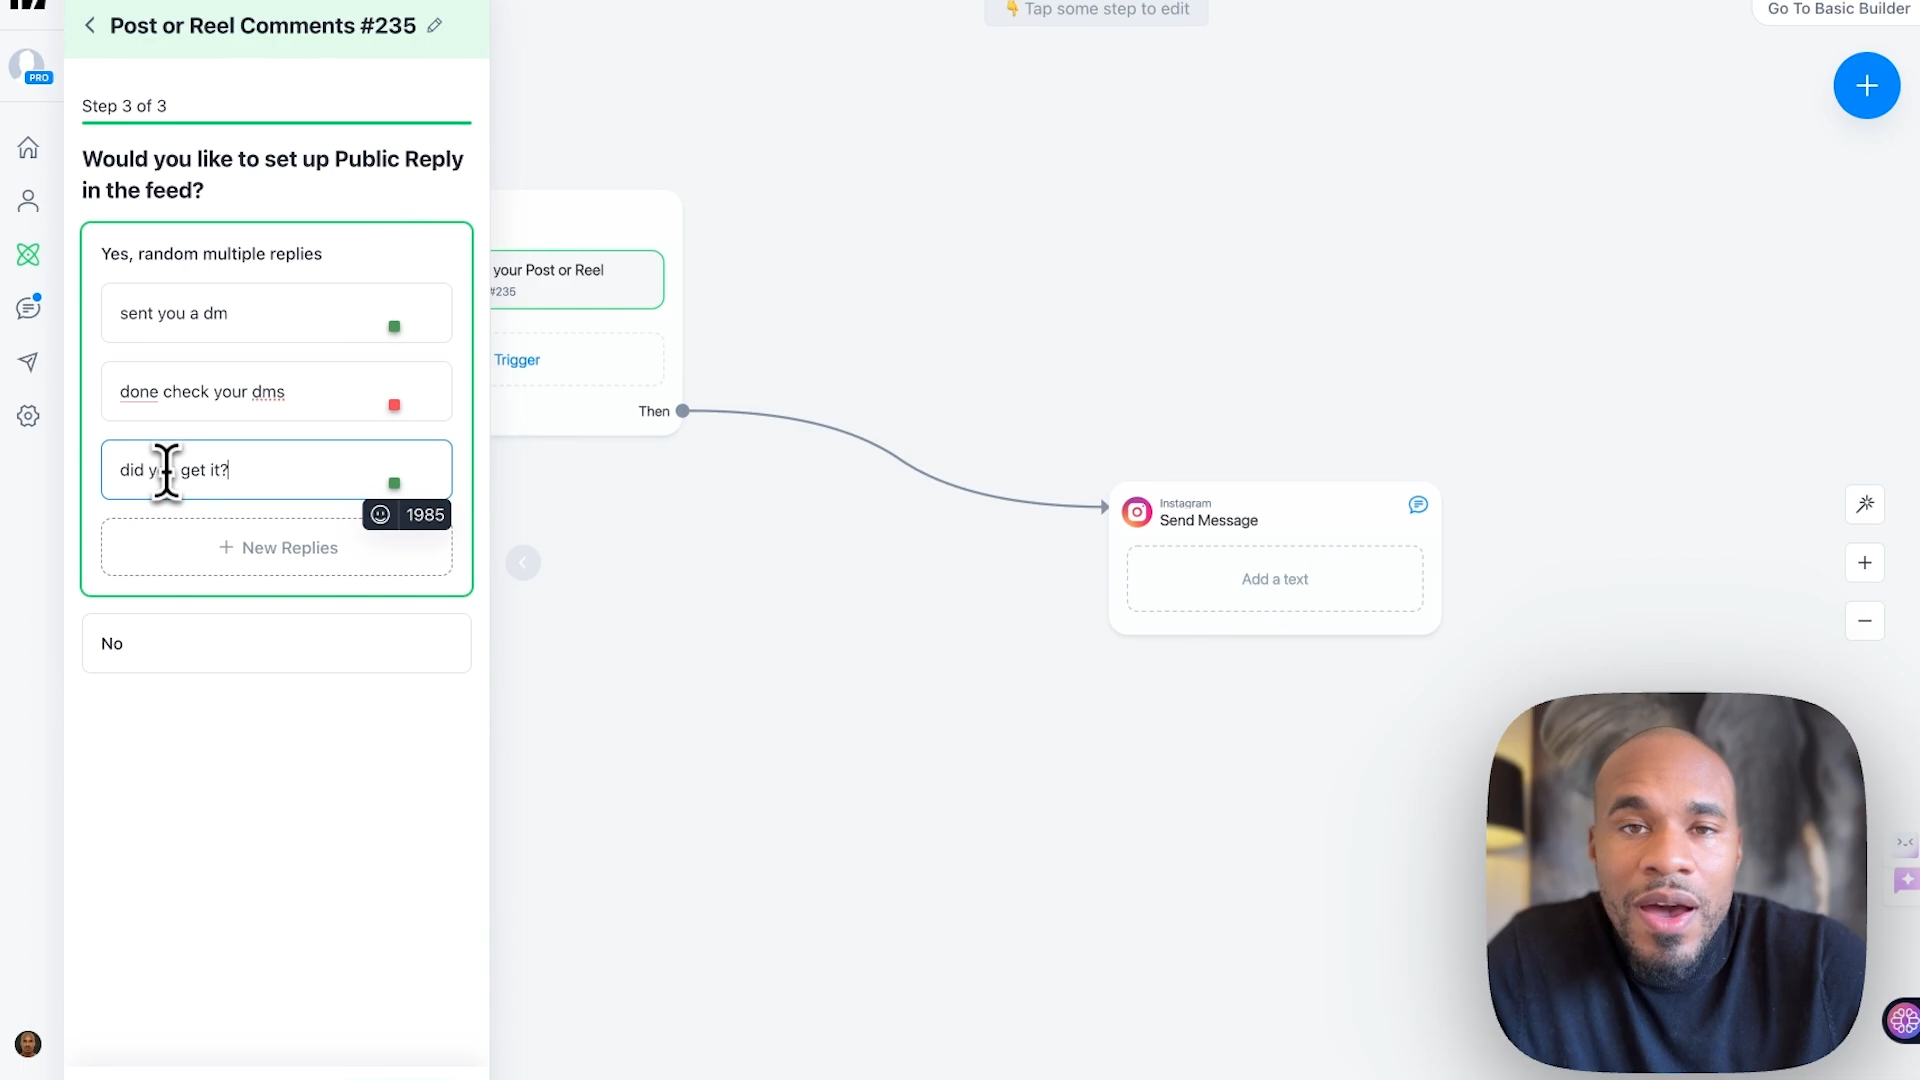 Post or Reel Comments #235
PRO
Step 3 of 3
Would you like to set up Public Reply
in the feed?
Yes, random multiple replies
sent you a dm
done check your dms
did you get it?
1985
+ New Replies
No
👇 Tap some step to edit
Go To Basic Builder
your Post or Reel
#235
Trigger
Then
Instagram
Send Message
Add a text